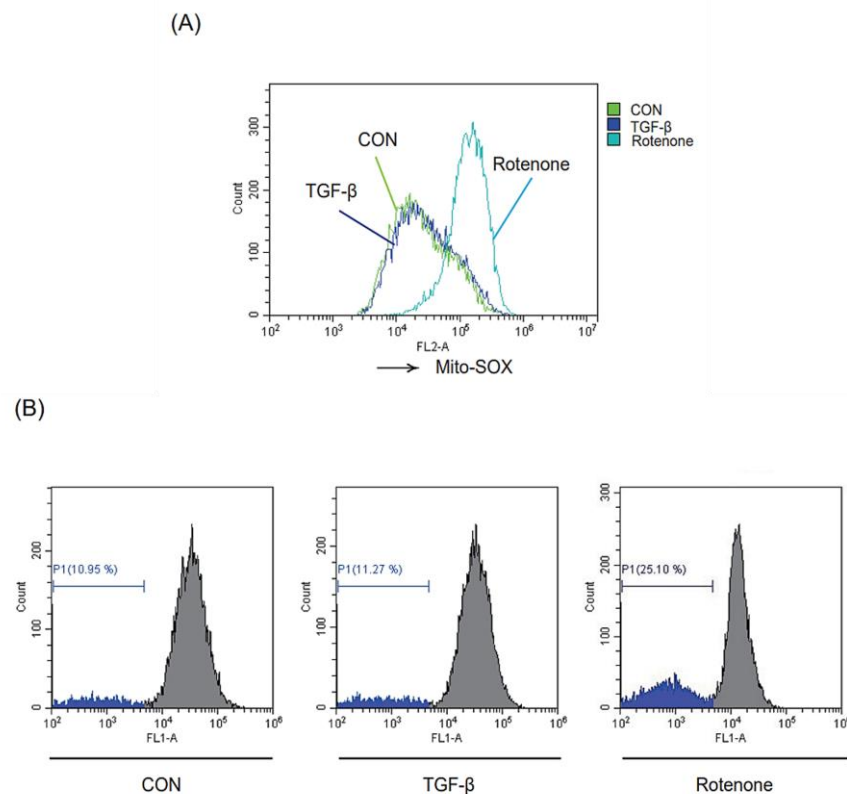 (A)
CON
TGF-β
Rotenone
CON
TGF-β
Rotenone
Count
300
200
100
0
10² 10³ 10⁴ 10⁵ 10⁶ 10⁷
FL2-A
→ Mito-SOX
(B)
P1(10.95 %)
Count
200
100
0
10² 10³ 10⁴ 10⁵ 10⁶
FL1-A
CON
P1(11.27 %)
Count
200
100
0
10² 10³ 10⁴ 10⁵ 10⁶
FL1-A
TGF-β
P1(25.10 %)
Count
300
200
100
0
10² 10³ 10⁴ 10⁵ 10⁶
FL1-A
Rotenone